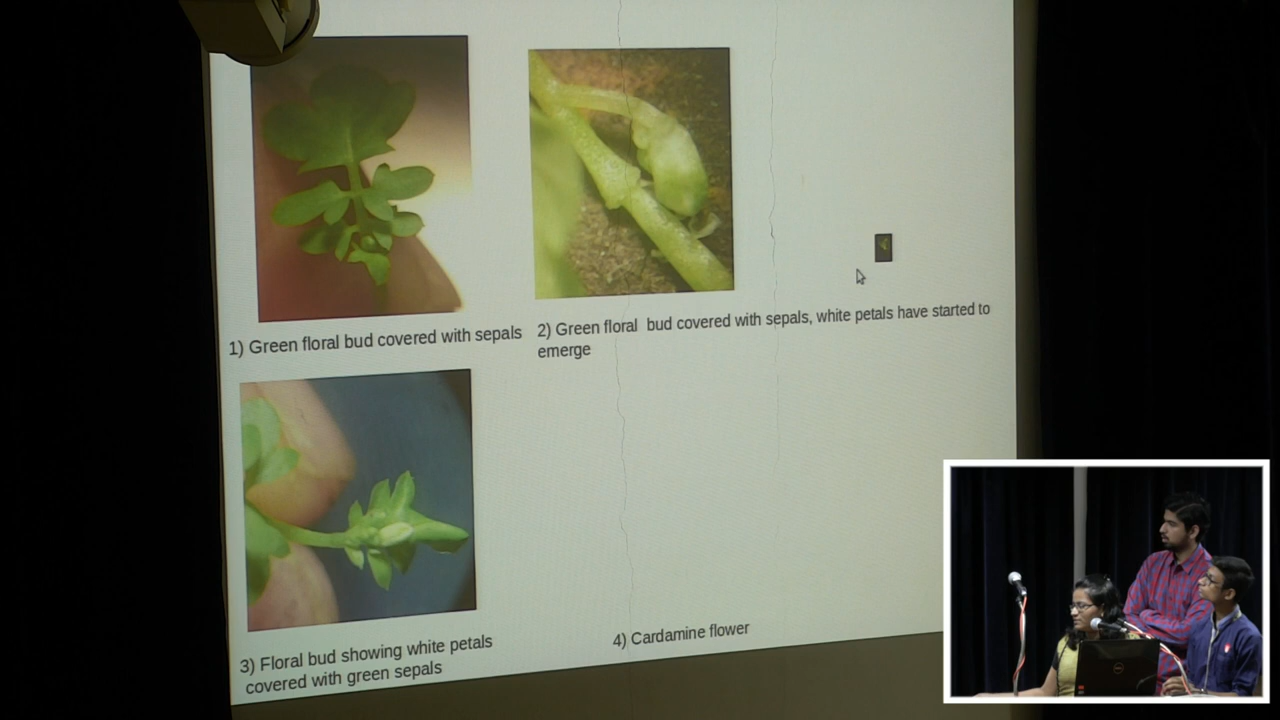 1) Green floral bud covered with sepals
2) Green floral bud covered with sepals, white petals have started to
emerge
3) Floral bud showing white petals
covered with green sepals
4) Cardamine flower